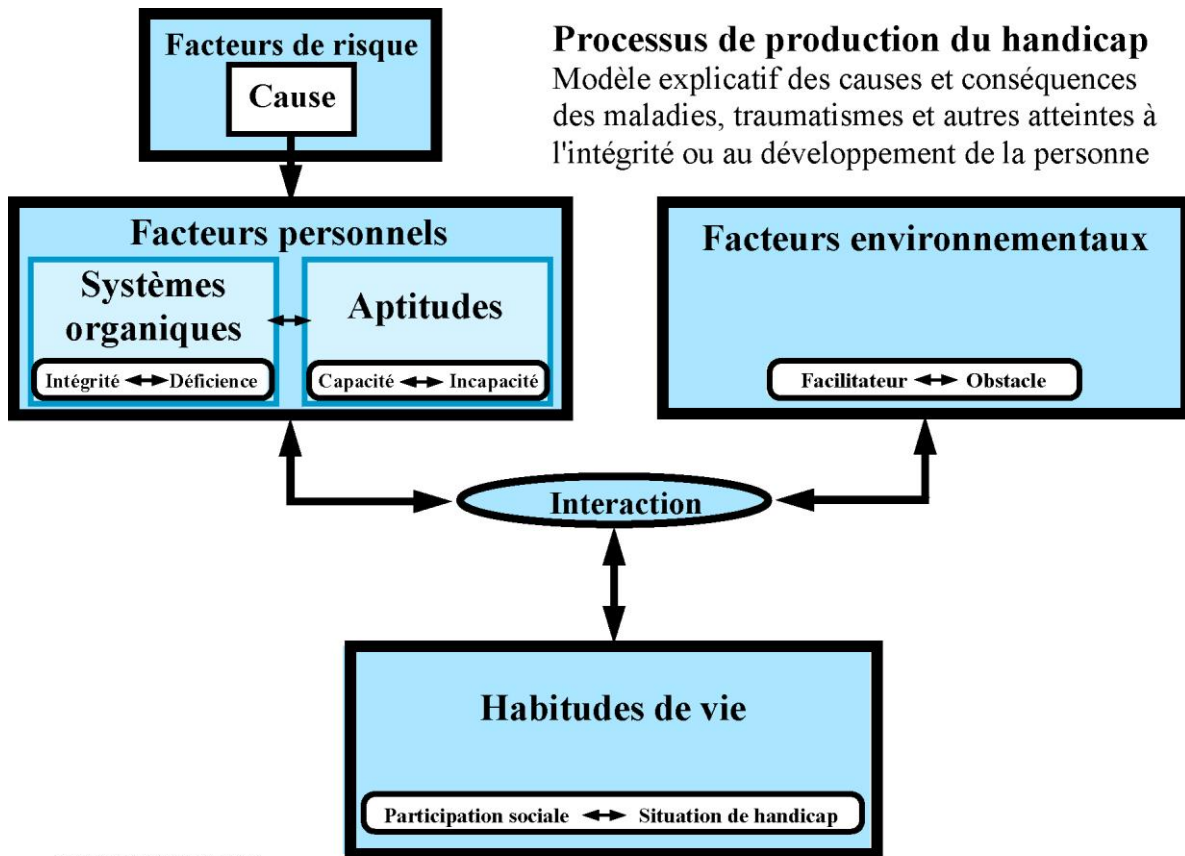 Facteurs de risque
Cause
Processus de production du handicap
Modèle explicatif des causes et conséquences
des maladies, traumatismes et autres atteintes à
l'intégrité ou au développement de la personne
Facteurs personnels
Systèmes
organiques
Intégrité Déficience
Aptitudes
Capacité Incapacité
Facteurs environnementaux
Facilitateur Obstacle
Interaction
Habitudes de vie
Participation sociale Situation de handicap